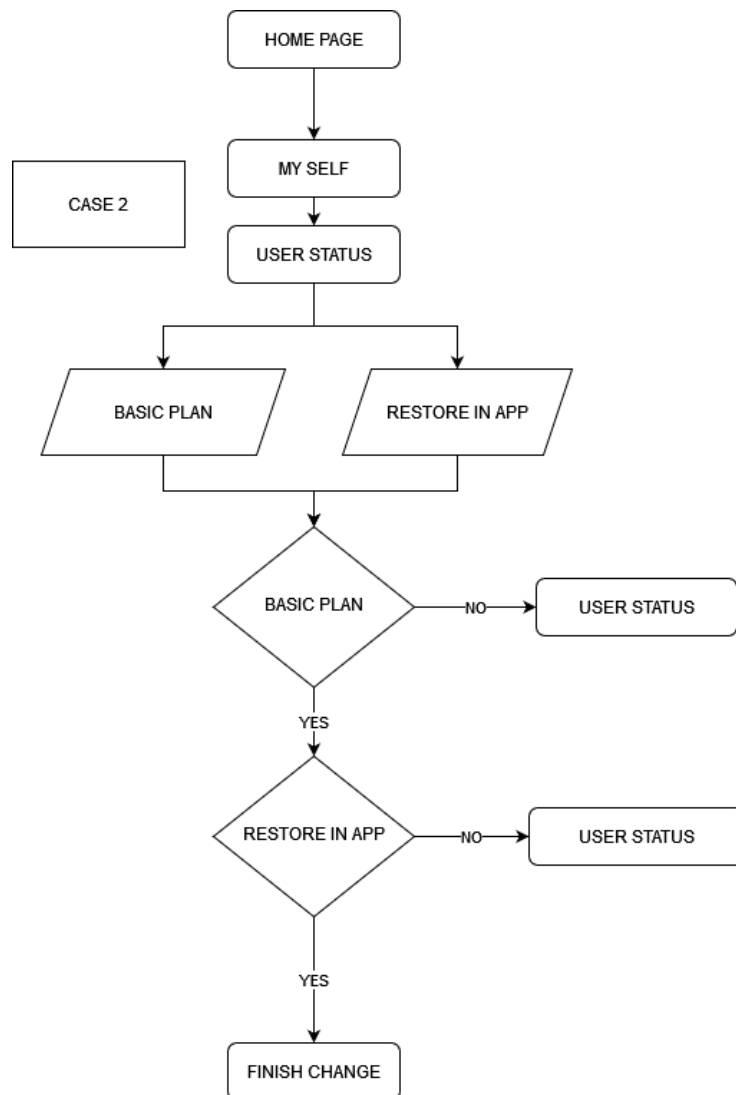 HOME PAGE
MY SELF
CASE 2
USER STATUS
BASIC PLAN
RESTORE IN APP
BASIC PLAN
NO
USER STATUS
YES
RESTORE IN APP
NO
USER STATUS
YES
FINISH CHANGE